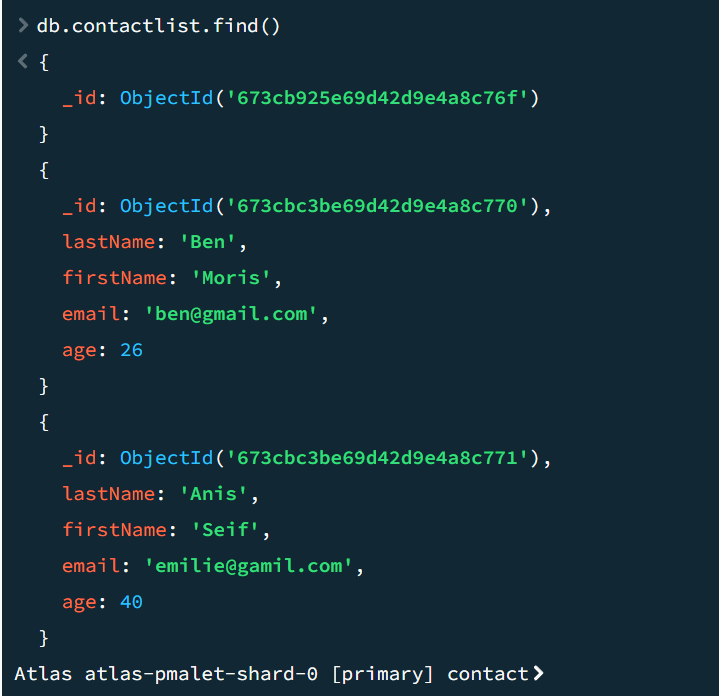 > db.contactlist.find()
< {
_id: ObjectId('673cb925e69d42d9e4a8c76f')
}
{
_id: ObjectId('673cbc3be69d42d9e4a8c770'),
lastName: 'Ben',
firstName: 'Moris',
email: 'ben@gmail.com',
age: 26
}
{
_id: ObjectId('673cbc3be69d42d9e4a8c771'),
lastName: 'Anis',
firstName: 'Seif',
email: 'emilie@gamil.com',
age: 40
}
Atlas atlas-pmalet-shard-0 [primary] contact>